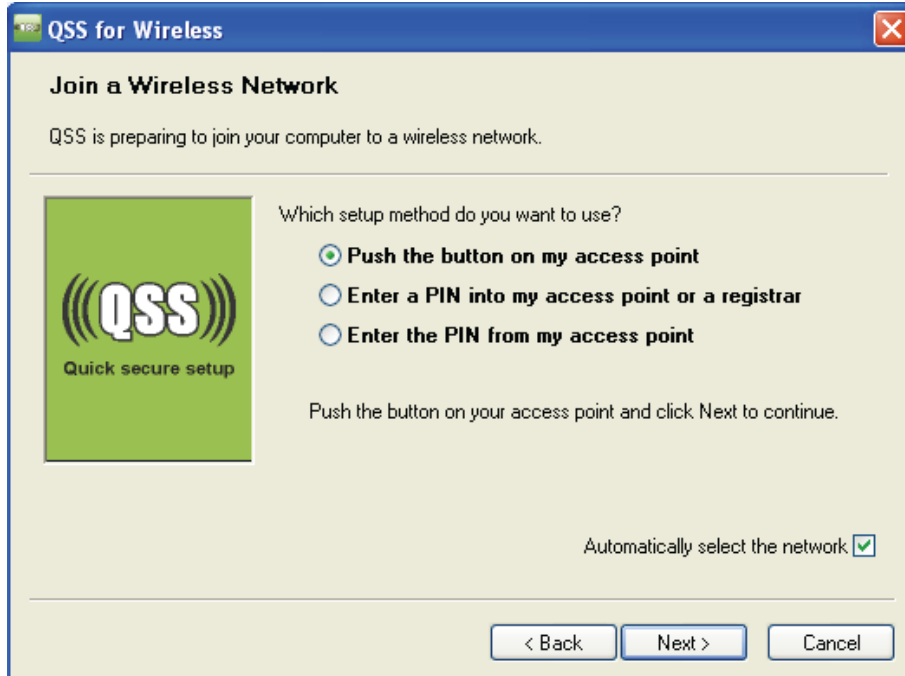 QSS for Wireless
Join a Wireless Network
QSS is preparing to join your computer to a wireless network.
Which setup method do you want to use?
Push the button on my access point
Enter a PIN into my access point or a registrar
Enter the PIN from my access point
(((QSS)))
Quick secure setup
Push the button on your access point and click Next to continue.
Automatically select the network
< Back Next > Cancel